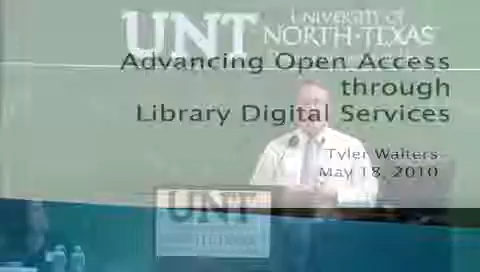 UNT
UNIVERSITY OF
NORTH·TEXAS
Advancing Open Access
through
Library Digital Services
Tyler Walters
May 18, 2010
UNT